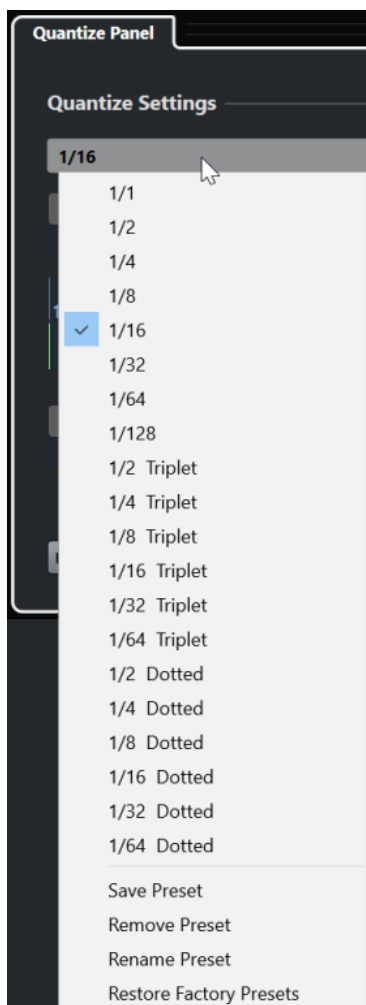 Quantize Panel
Quantize Settings
1/16
1/1
1/2
1/4
1/8
1/16
1/32
1/64
1/128
1/2 Triplet
1/4 Triplet
1/8 Triplet
1/16 Triplet
1/32 Triplet
1/64 Triplet
1/2 Dotted
1/4 Dotted
1/8 Dotted
1/16 Dotted
1/32 Dotted
1/64 Dotted
Save Preset
Remove Preset
Rename Preset
Restore Factory Presets